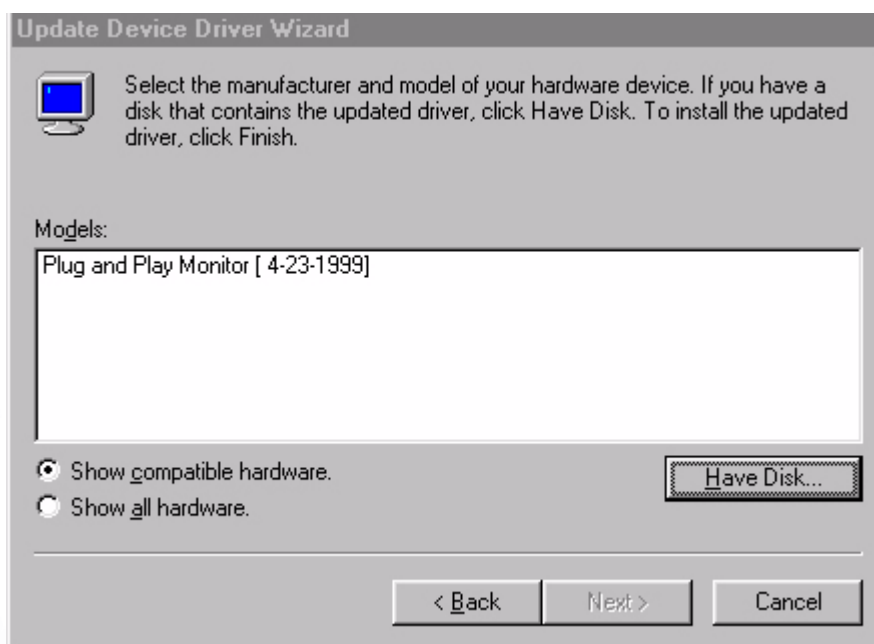 Update Device Driver Wizard
Select the manufacturer and model of your hardware device. If you have a
disk that contains the updated driver, click Have Disk. To install the updated
driver, click Finish.
Models:
Plug and Play Monitor [ 4-23-1999]
Show compatible hardware.
Show all hardware.
Have Disk...
< Back
Next >
Cancel